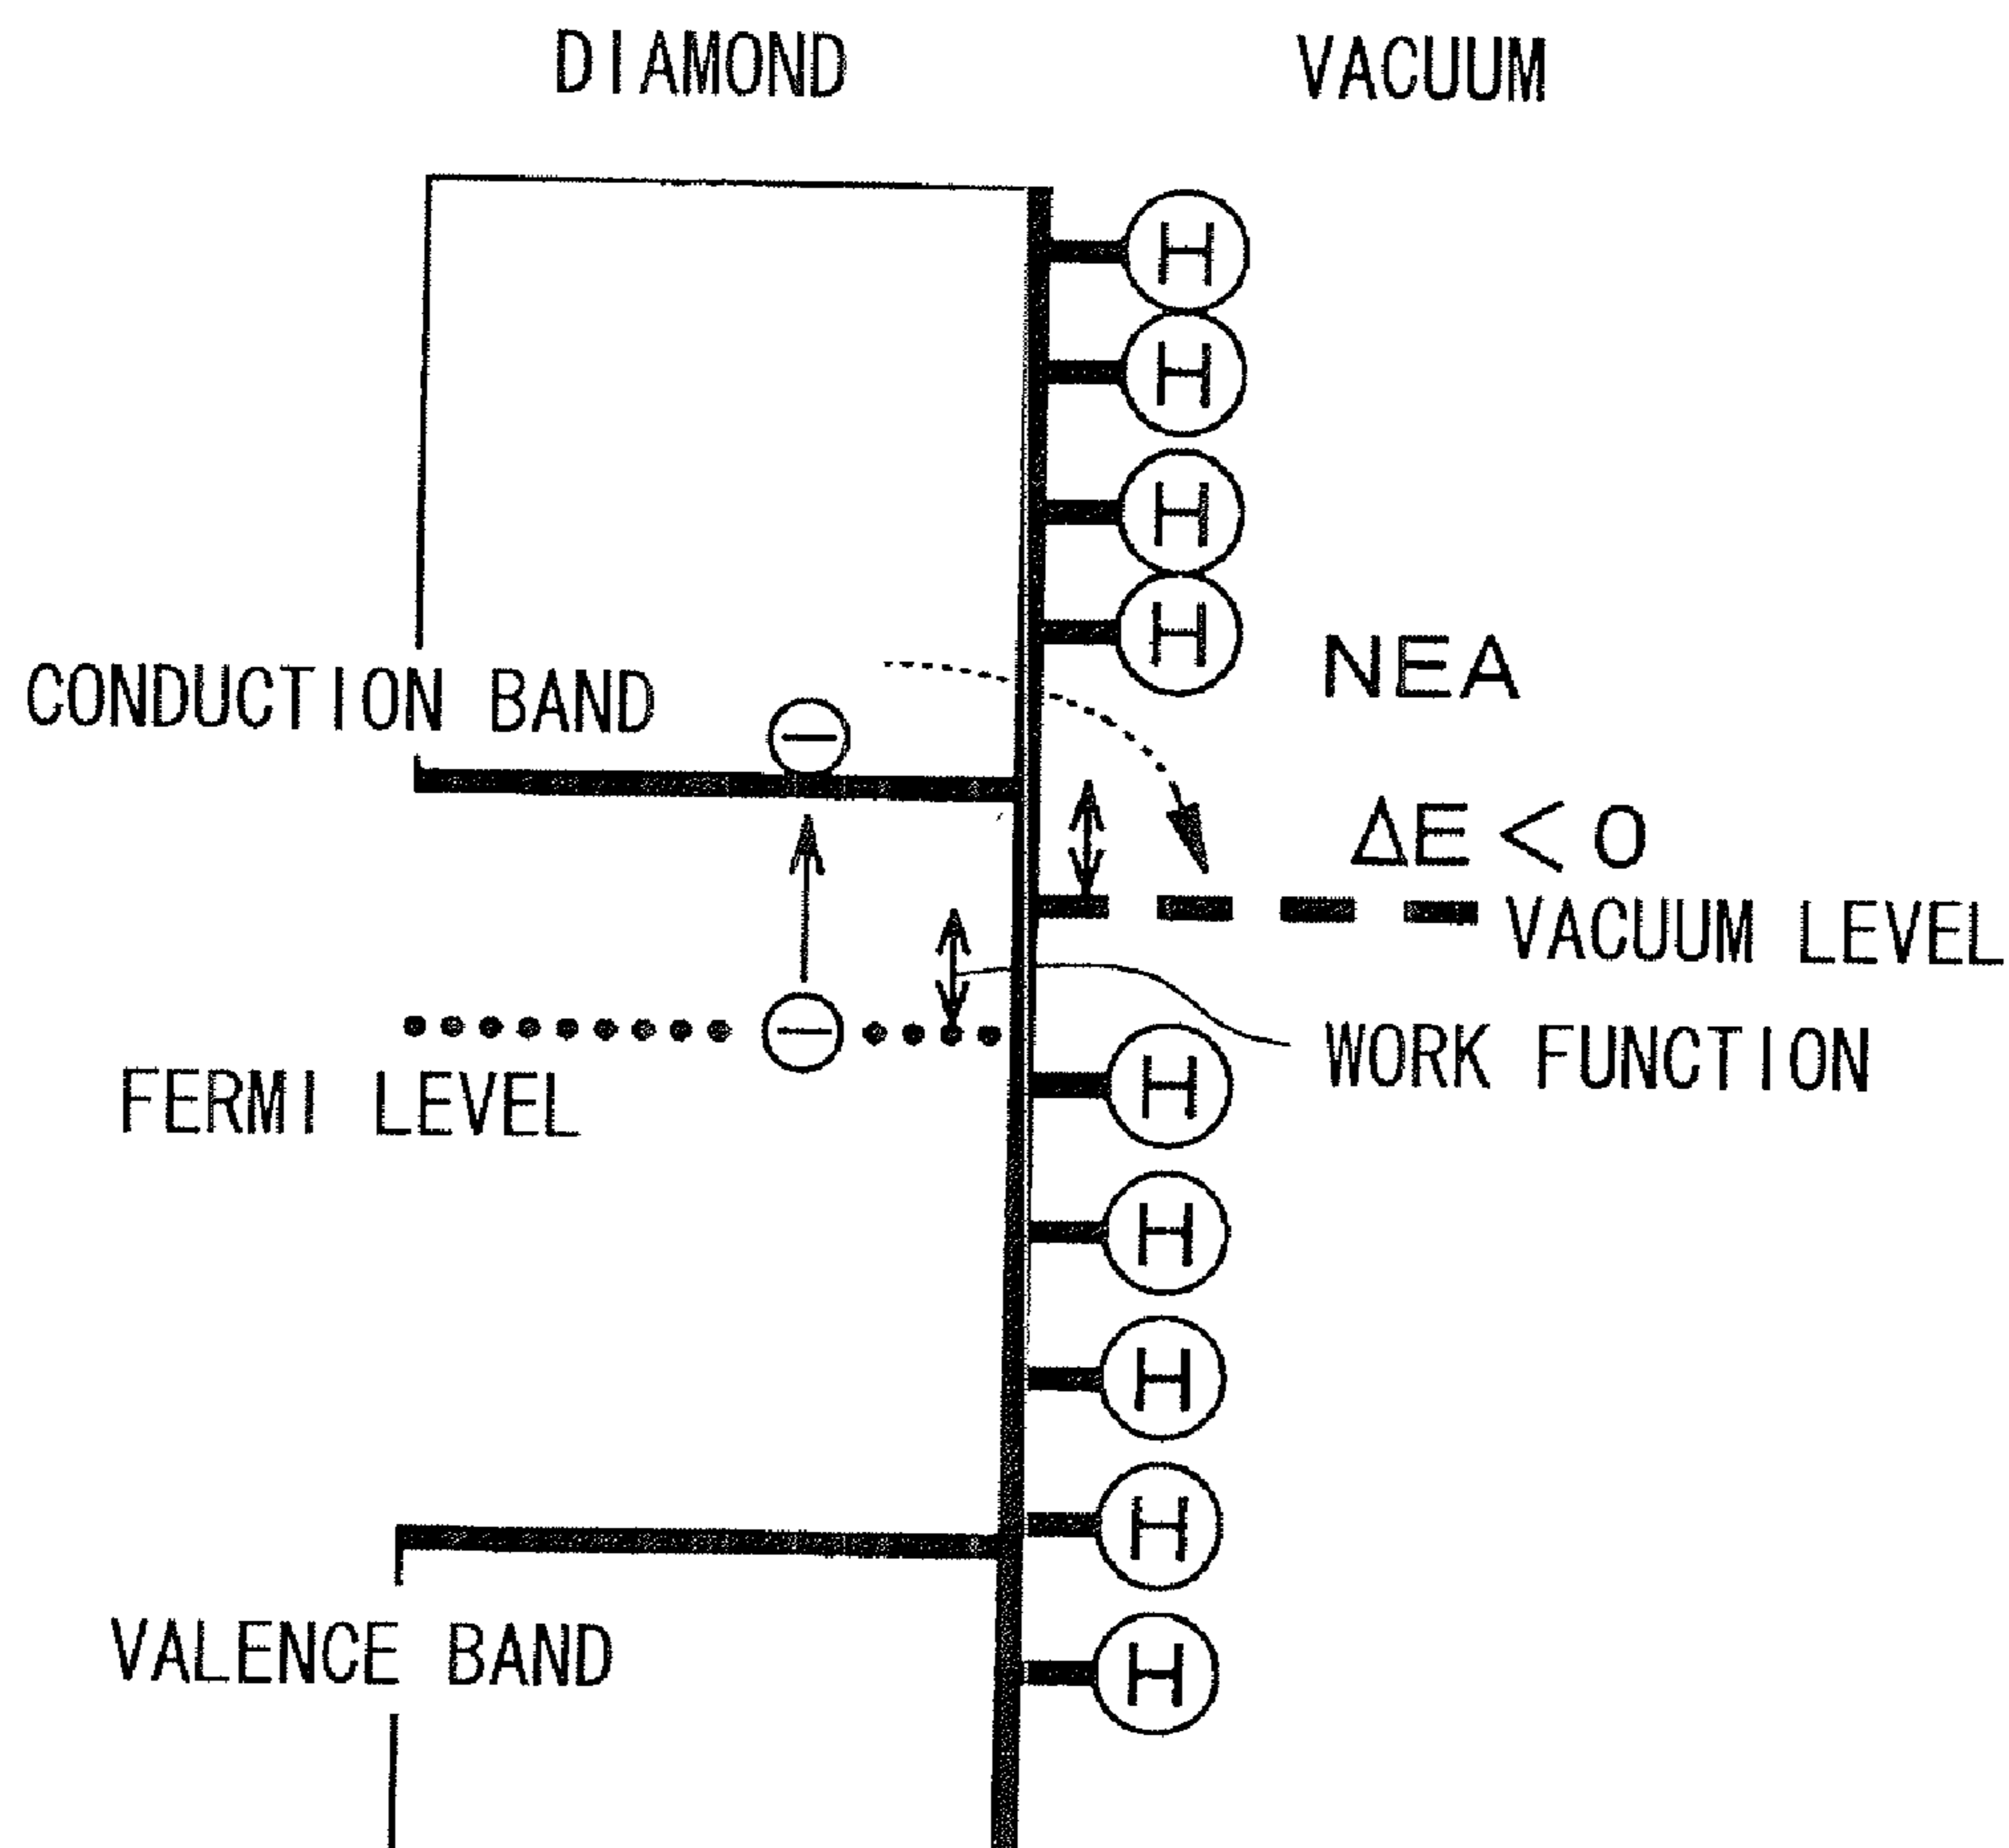 DIAMOND VACUUM
H
H
H
H
NEA
CONDUCTION BAND
ΔE < 0
VACUUM LEVEL
WORK FUNCTION
FERMI LEVEL
H
H
H
H
VALENCE BAND
H